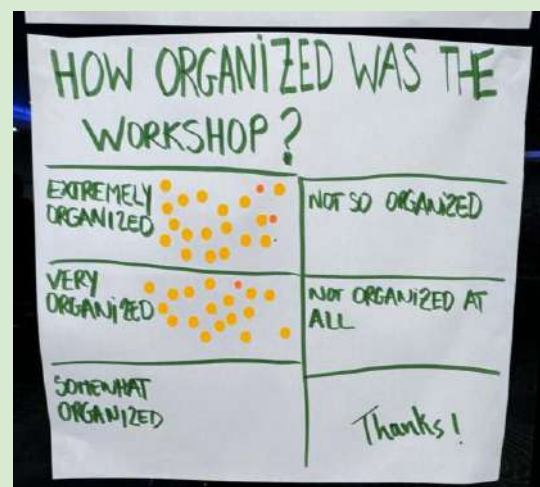 HOW ORGANIZED WAS THE
WORKSHOP?
EXTREMELY
ORGANIZED
NOT SO ORGANIZED
VERY
ORGANIZED
NOT ORGANIZED AT
ALL
SOMEWHAT
ORGANIZED
Thanks!